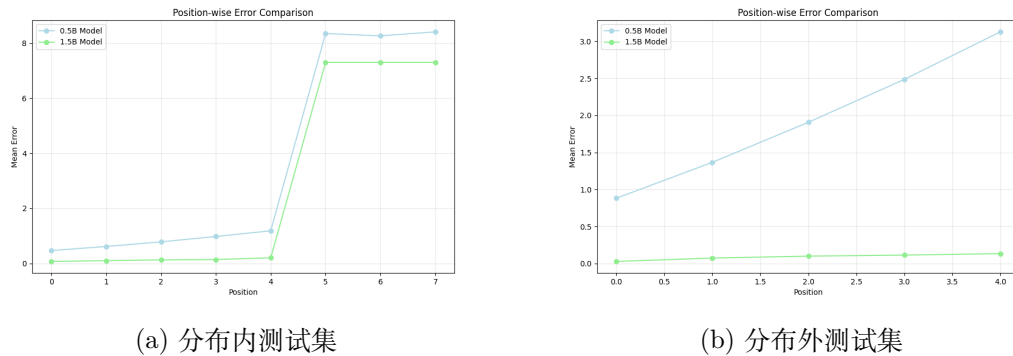 Position-wise Error Comparison
0.5B Model
1.5B Model
8
6
4
2
0
Mean Error
0 1 2 3 4 5 6 7
Position
(a) 分布内测试集
Position-wise Error Comparison
0.5B Model
1.5B Model
3.0
2.5
2.0
1.5
1.0
0.5
0.0
Mean Error
0.0 0.5 1.0 1.5 2.0 2.5 3.0 3.5 4.0
Position
(b) 分布外测试集